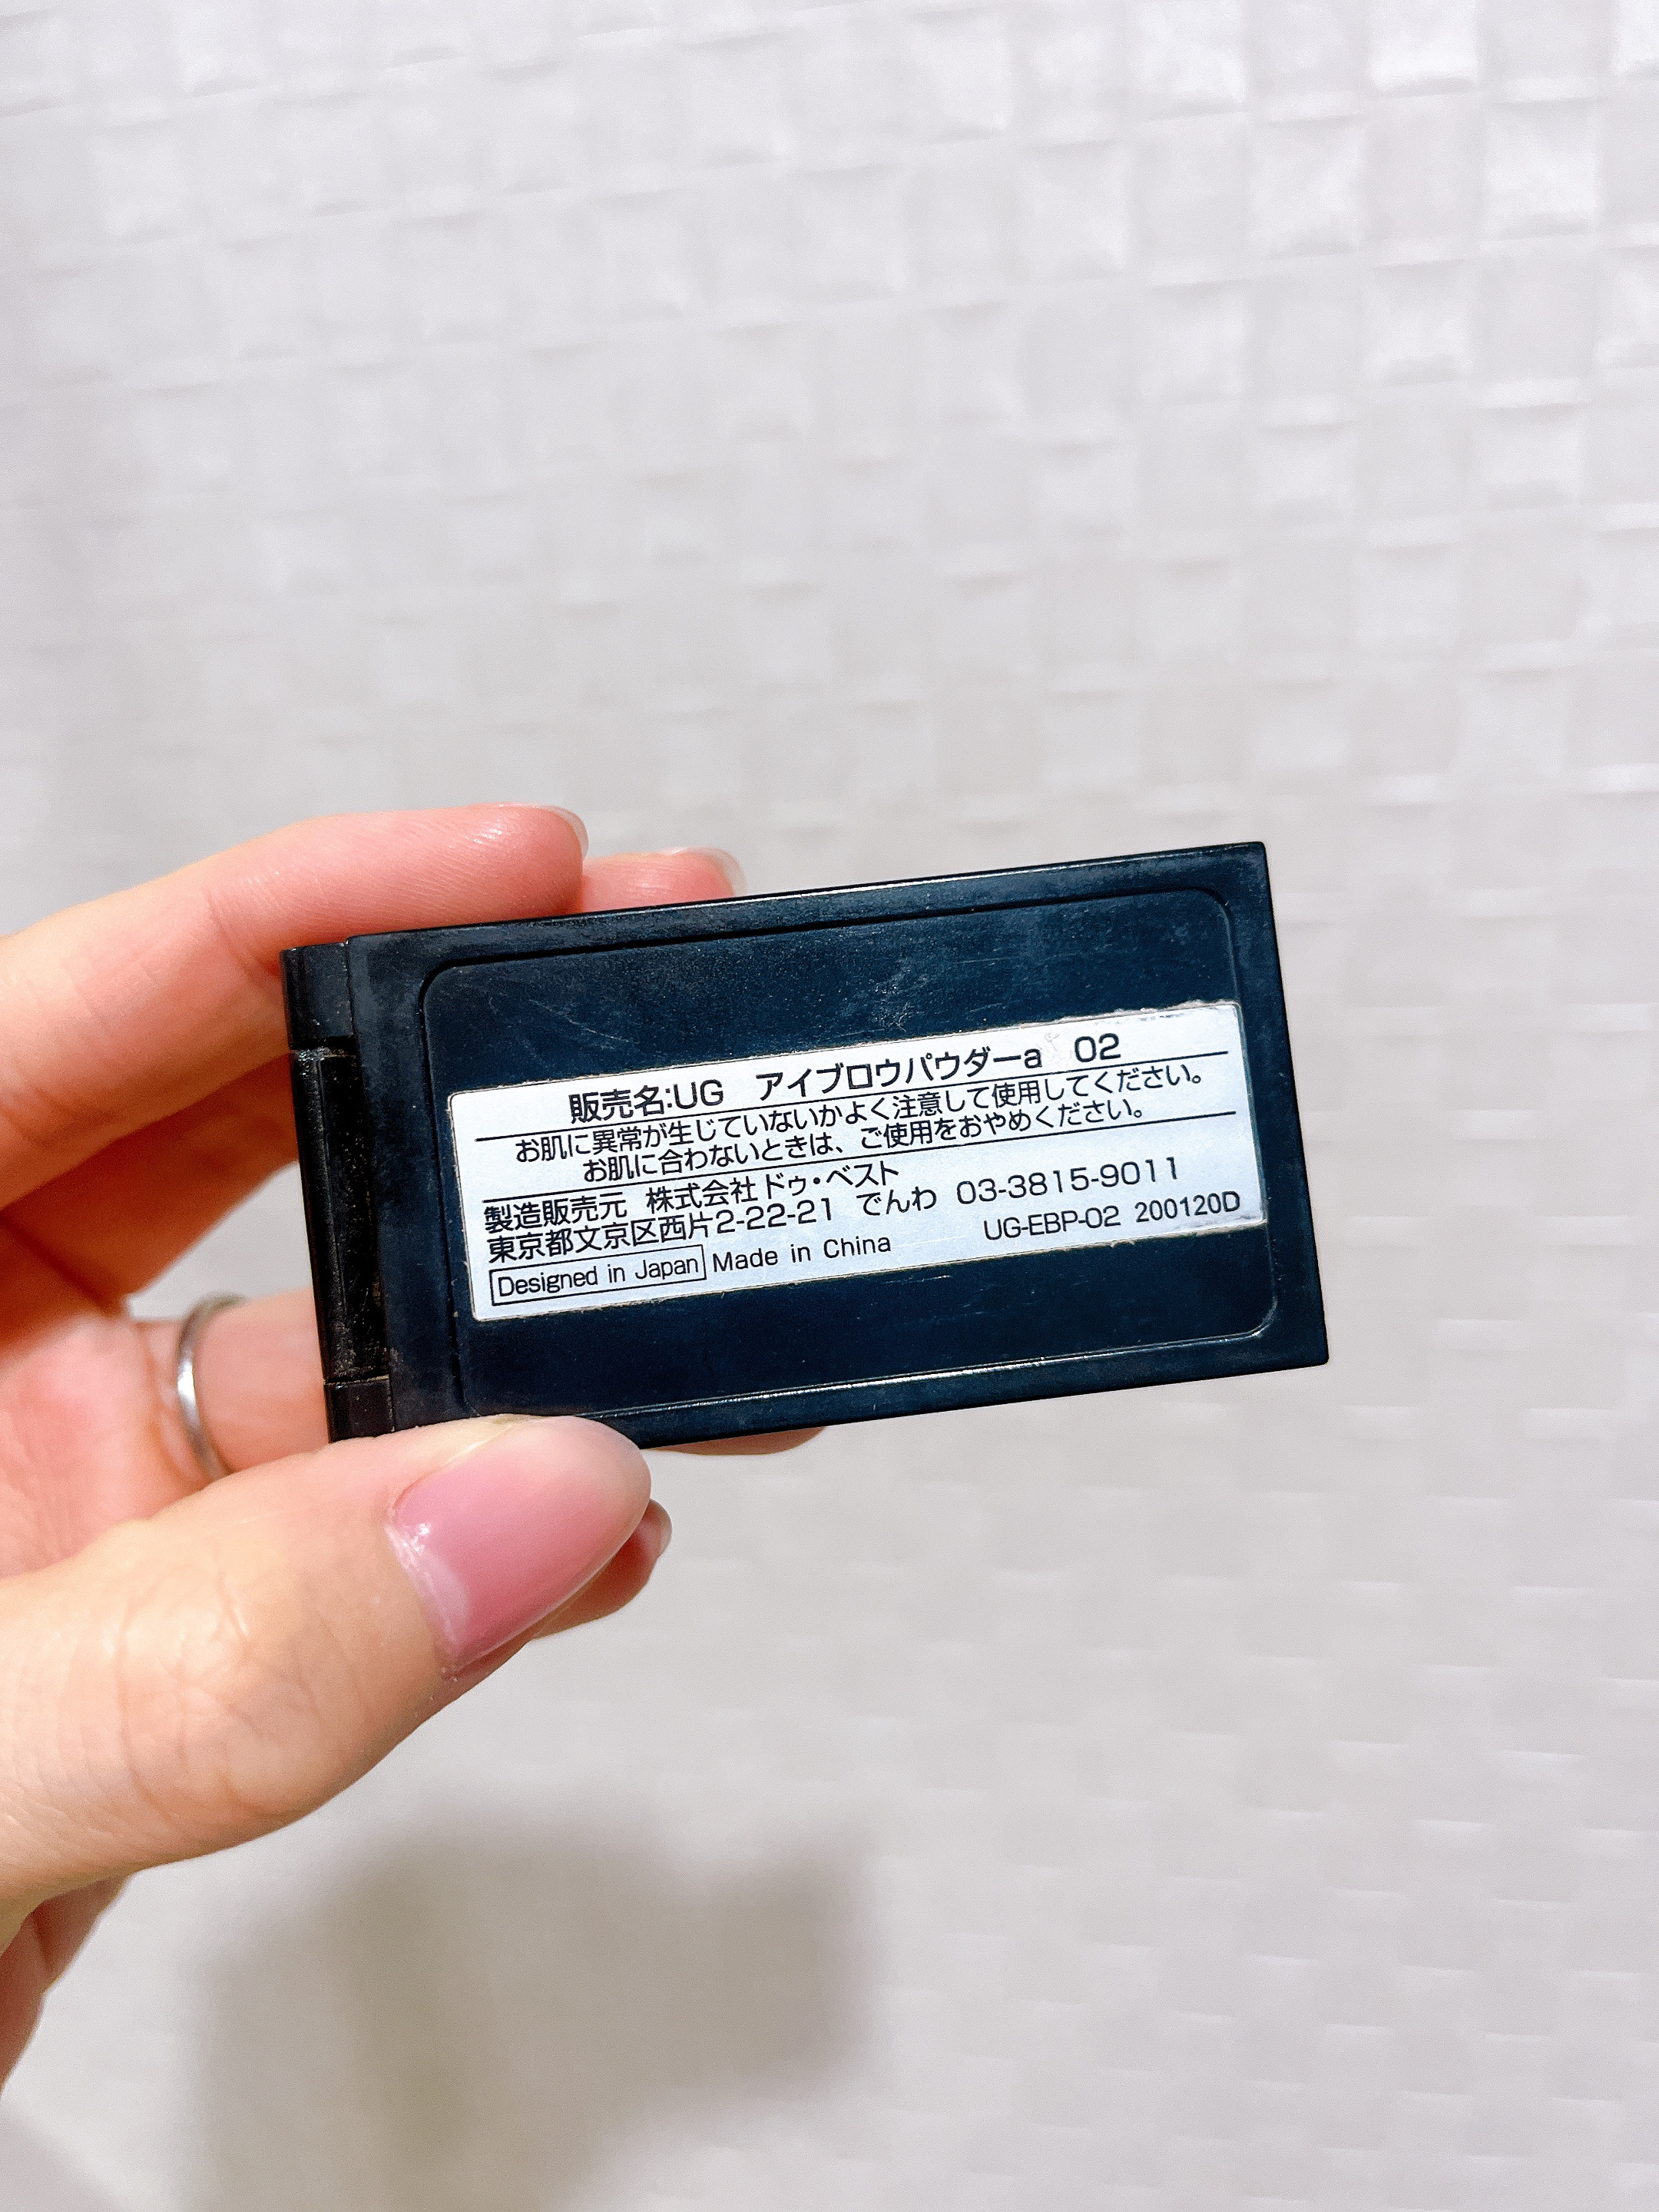 販売名:UG アイブロウパウダーa 02
お肌に異常が生じていないかよく注意して使用してください。
お肌に合わないときは、ご使用をおやめください。
製造販売元 株式会社ドゥ・ベスト
東京都文京区西片2-22-21 でんわ 03-3815-9011
Designed in Japan Made in China UG-EBP-02 200120D